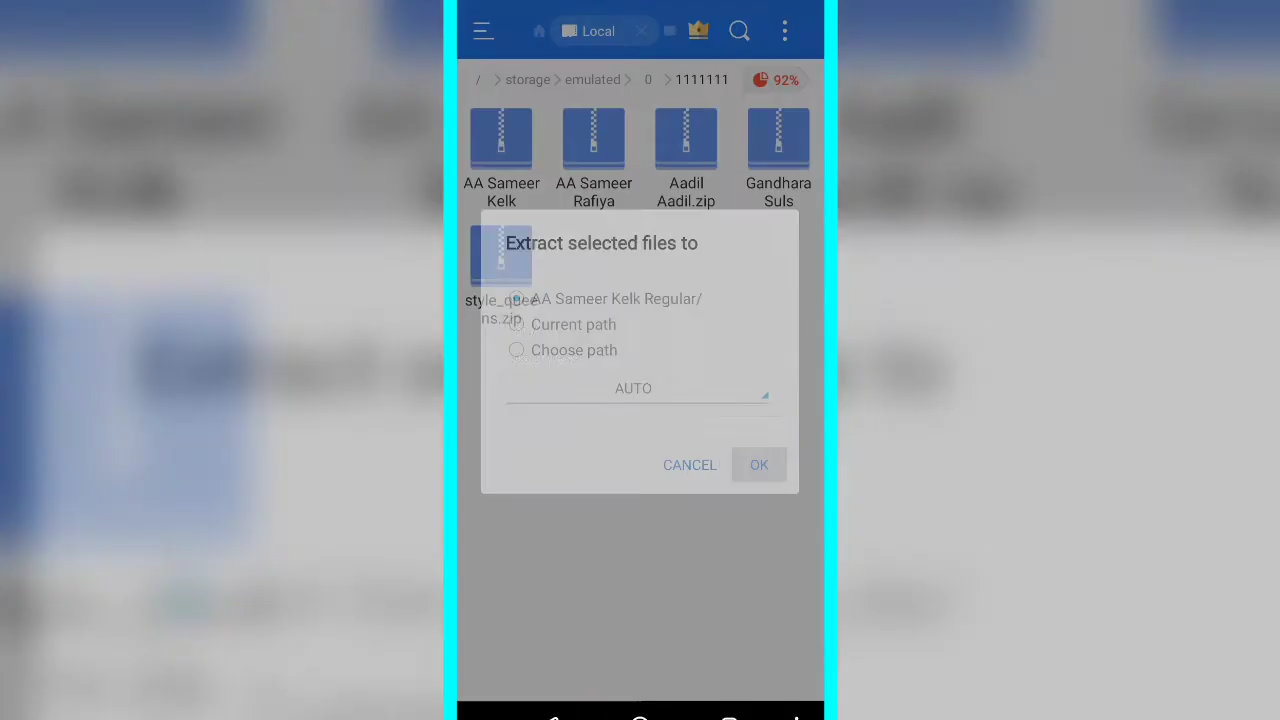 Local
/ storage emulated 0 1111111 92%
AA Sameer Kelk
AA Sameer Rafiya
Aadil Aadil.zip
Gandhara Suls
style_queens.zip
Extract selected files to
AA Sameer Kelk Regular/
Current path
Choose path
AUTO
CANCEL OK